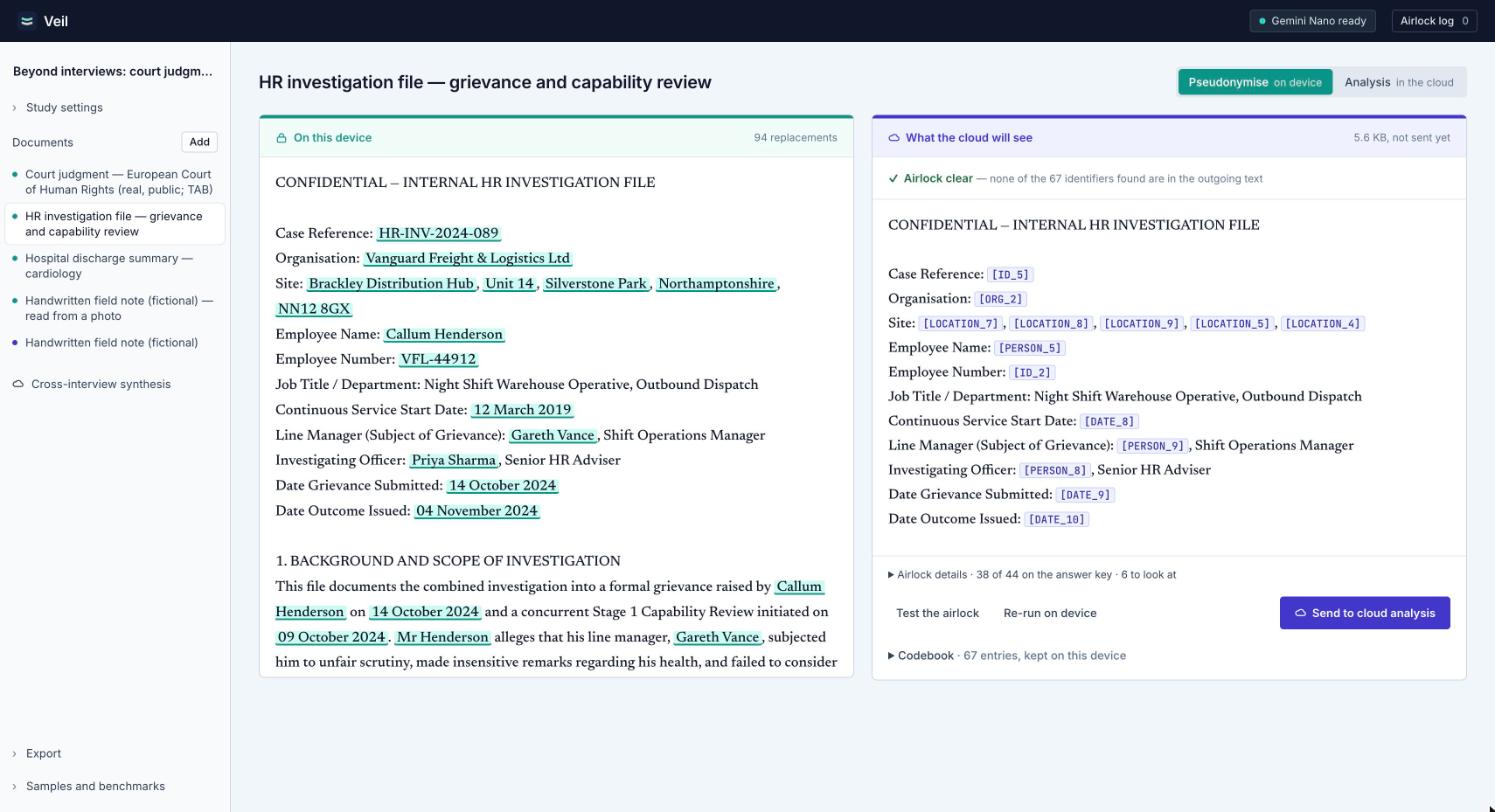 Veil
Gemini Nano ready
Airlock log 0
Beyond interviews: court judgm...
Study settings
Documents
Add
Court judgment — European Court
of Human Rights (real, public; TAB)
HR investigation file — grievance
and capability review
Hospital discharge summary —
cardiology
Handwritten field note (fictional) —
read from a photo
Handwritten field note (fictional)
Cross-interview synthesis
Export
Samples and benchmarks
HR investigation file — grievance and capability review
Pseudonymise on device
Analysis in the cloud
On this device
94 replacements
CONFIDENTIAL – INTERNAL HR INVESTIGATION FILE
Case Reference: HR-INV-2024-089
Organisation: Vanguard Freight & Logistics Ltd
Site: Brackley Distribution Hub, Unit 14, Silverstone Park, Northamptonshire,
NN12 8GX
Employee Name: Callum Henderson
Employee Number: VFL-44912
Job Title / Department: Night Shift Warehouse Operative, Outbound Dispatch
Continuous Service Start Date: 12 March 2019
Line Manager (Subject of Grievance): Gareth Vance, Shift Operations Manager
Investigating Officer: Priya Sharma, Senior HR Adviser
Date Grievance Submitted: 14 October 2024
Date Outcome Issued: 04 November 2024
1. BACKGROUND AND SCOPE OF INVESTIGATION
This file documents the combined investigation into a formal grievance raised by Callum
Henderson on 14 October 2024 and a concurrent Stage 1 Capability Review initiated on
09 October 2024. Mr Henderson alleges that his line manager, Gareth Vance, subjected
him to unfair scrutiny, made insensitive remarks regarding his health, and failed to consider
What the cloud will see
5.6 KB, not sent yet
Airlock clear — none of the 67 identifiers found are in the outgoing text
CONFIDENTIAL – INTERNAL HR INVESTIGATION FILE
Case Reference: [ID_5]
Organisation: [ORG_2]
Site: [LOCATION_7], [LOCATION_8], [LOCATION_9], [LOCATION_5], [LOCATION_4]
Employee Name: [PERSON_5]
Employee Number: [ID_2]
Job Title / Department: Night Shift Warehouse Operative, Outbound Dispatch
Continuous Service Start Date: [DATE_8]
Line Manager (Subject of Grievance): [PERSON_9], Shift Operations Manager
Investigating Officer: [PERSON_8], Senior HR Adviser
Date Grievance Submitted: [DATE_9]
Date Outcome Issued: [DATE_10]
Airlock details · 38 of 44 on the answer key · 6 to look at
Test the airlock
Re-run on device
Send to cloud analysis
Codebook · 67 entries, kept on this device